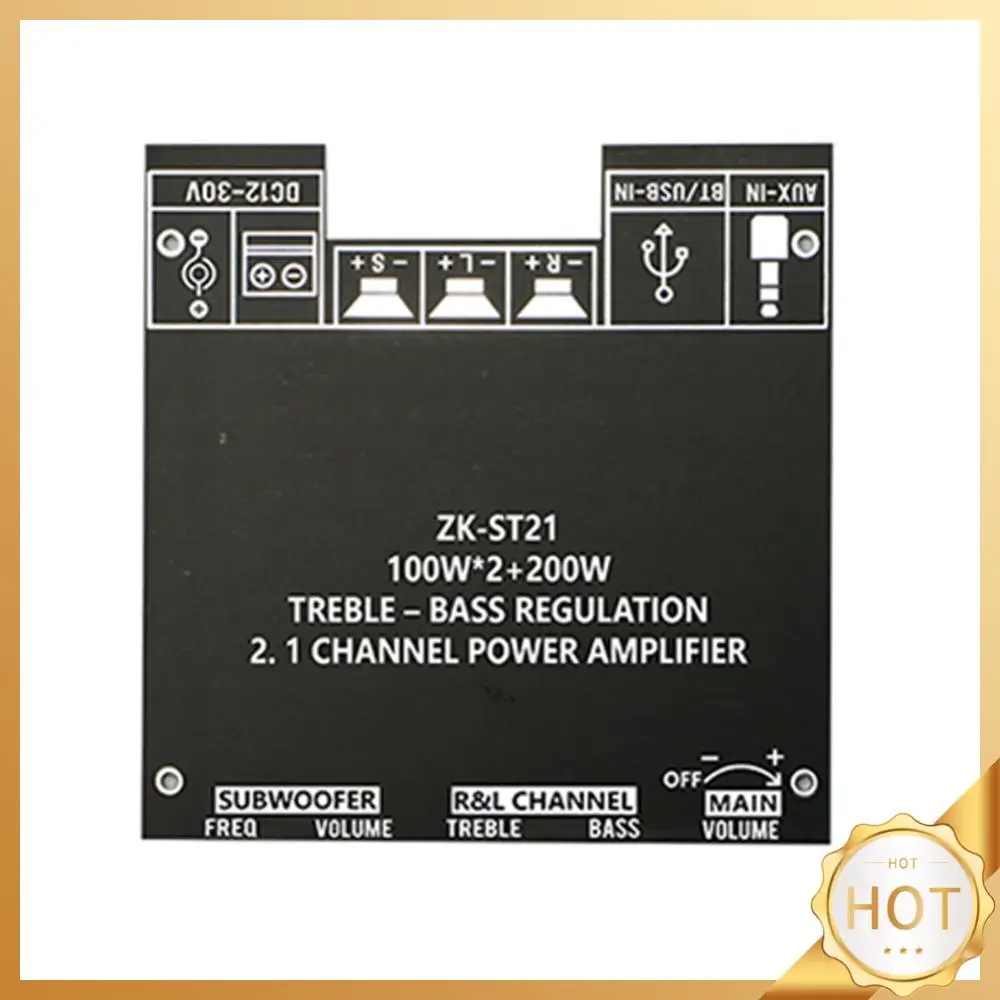 DC12-30V
BT/USB-IN
AUX-IN
− S +
− L +
− R +
ZK-ST21
100W*2+200W
TREBLE – BASS REGULATION
2. 1 CHANNEL POWER AMPLIFIER
− +
OFF
SUBWOOFER
FREQ VOLUME
R&L CHANNEL
TREBLE BASS
MAIN
VOLUME
HOT
HOT